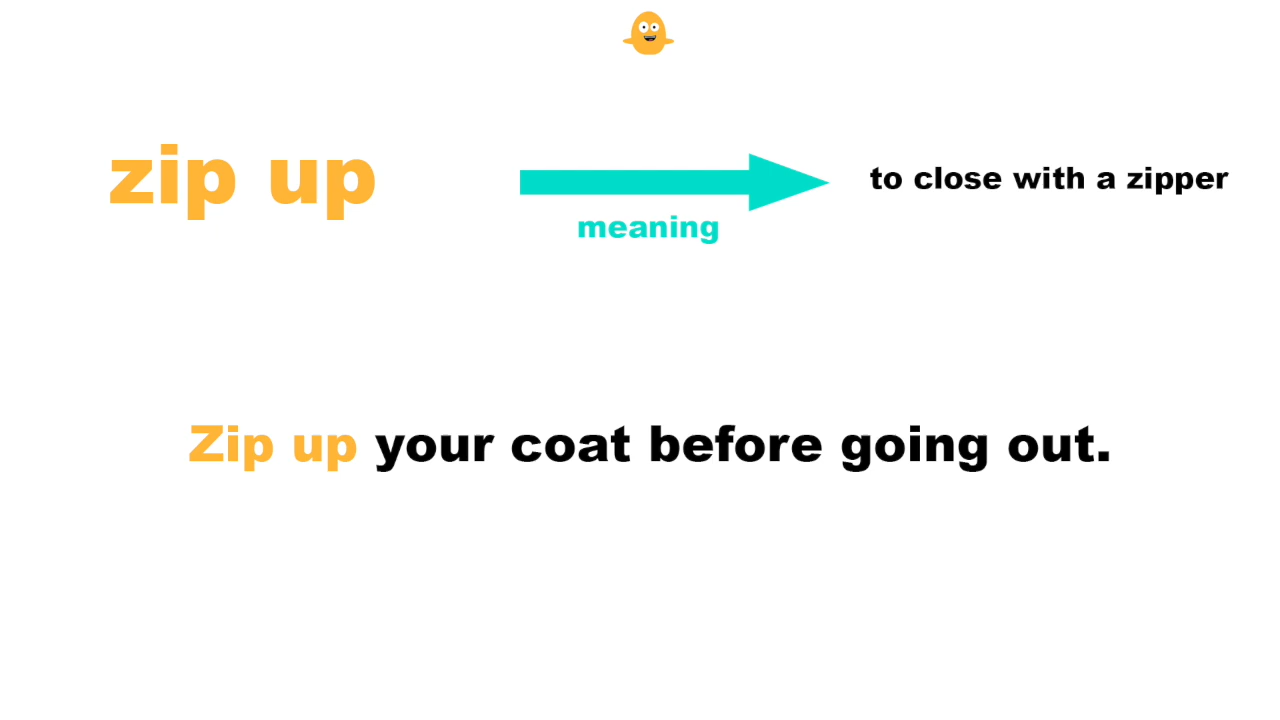 zip up
to close with a zipper
meaning
Zip up your coat before going out.